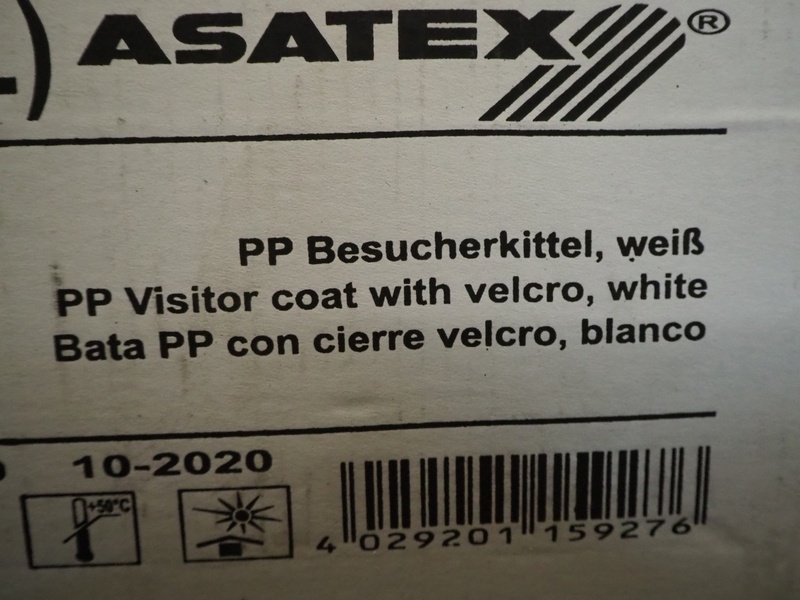 ) ASATEX®
PP Besucherkittel, weiß
PP Visitor coat with velcro, white
Bata PP con cierre velcro, blanco
10-2020
+50°C
4 029201 159276